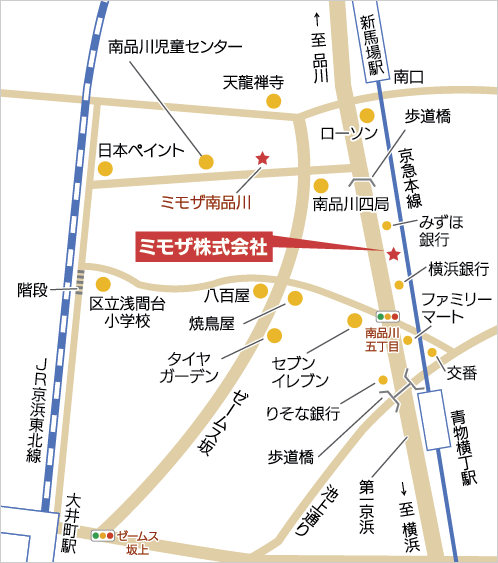 ←至 品川
新馬場駅
南品川児童センター
天龍禅寺
南口
ローソン
歩道橋
日本ペイント
京急本線
ミモザ南品川
南品川四局
みずほ
銀行
ミモザ株式会社
横浜銀行
階段
区立浅間台
小学校
八百屋
焼鳥屋
ファミリー
マート
南品川
五丁目
タイヤ
ガーデン
セブン
イレブン
交番
JR京浜東北線
ゼームス坂
りそな銀行
歩道橋
青物横丁駅
池上通り
第一京浜
→至 横浜
大井町駅
ゼームス
坂上